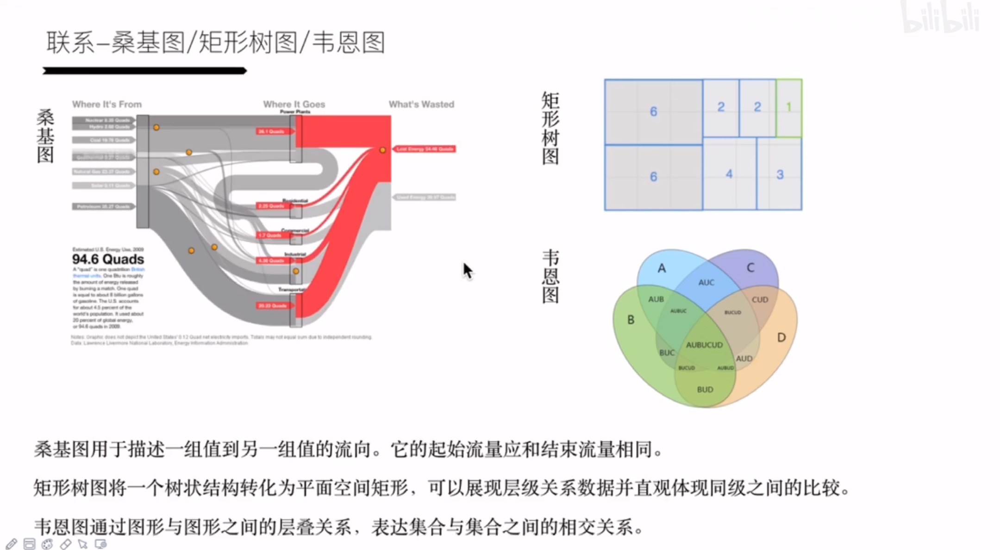 bilibili
联系–桑基图/矩形树图/韦恩图
桑基图
Where It's From
Where It Goes
What's Wasted
Power Plants
Nuclear 8.35 Quads
Hydro 2.68 Quads
Coal 19.76 Quads
Geothermal 0.37 Quads
Natural Gas 23.37 Quads
Solar 0.11 Quads
Petroleum 35.27 Quads
26.1 Quads
Residential
2.25 Quads
Commercial
1.7 Quads
Industrial
4.36 Quads
Transportat
20.23 Quads
Lost Energy 54.46 Quads
Used Energy 39.97 Quads
Estimated U.S. Energy Use, 2009
94.6 Quads
A "quad" is one quadrillion British
thermal units. One Btu is roughly
the amount of energy released
by burning a match. One quad
is equal to about 8 billion gallons
of gasoline. The U.S. accounts
for about 4.5 percent of the
world's population. It used about
20 percent of global energy,
or 94.6 quads in 2009.
Notes: Graphic does not depict the United States' 0.12 Quad net electricity imports. Totals may not equal sum due to independent rounding.
Data: Lawrence Livermore National Laboratory, Energy Information Administration
矩形树图
6
2
2
1
6
4
3
韦恩图
A
C
AUC
AUB
CUD
AUBUC
BUCUD
B
D
AUBUCUD
BUC
AUD
BUCUD
AUBUD
BUD
桑基图用于描述一组值到另一组值的流向。它的起始流量应和结束流量相同。
矩形树图将一个树状结构转化为平面空间矩形，可以展现层级关系数据并直观体现同级之间的比较。
韦恩图通过图形与图形之间的层叠关系，表达集合与集合之间的相交关系。